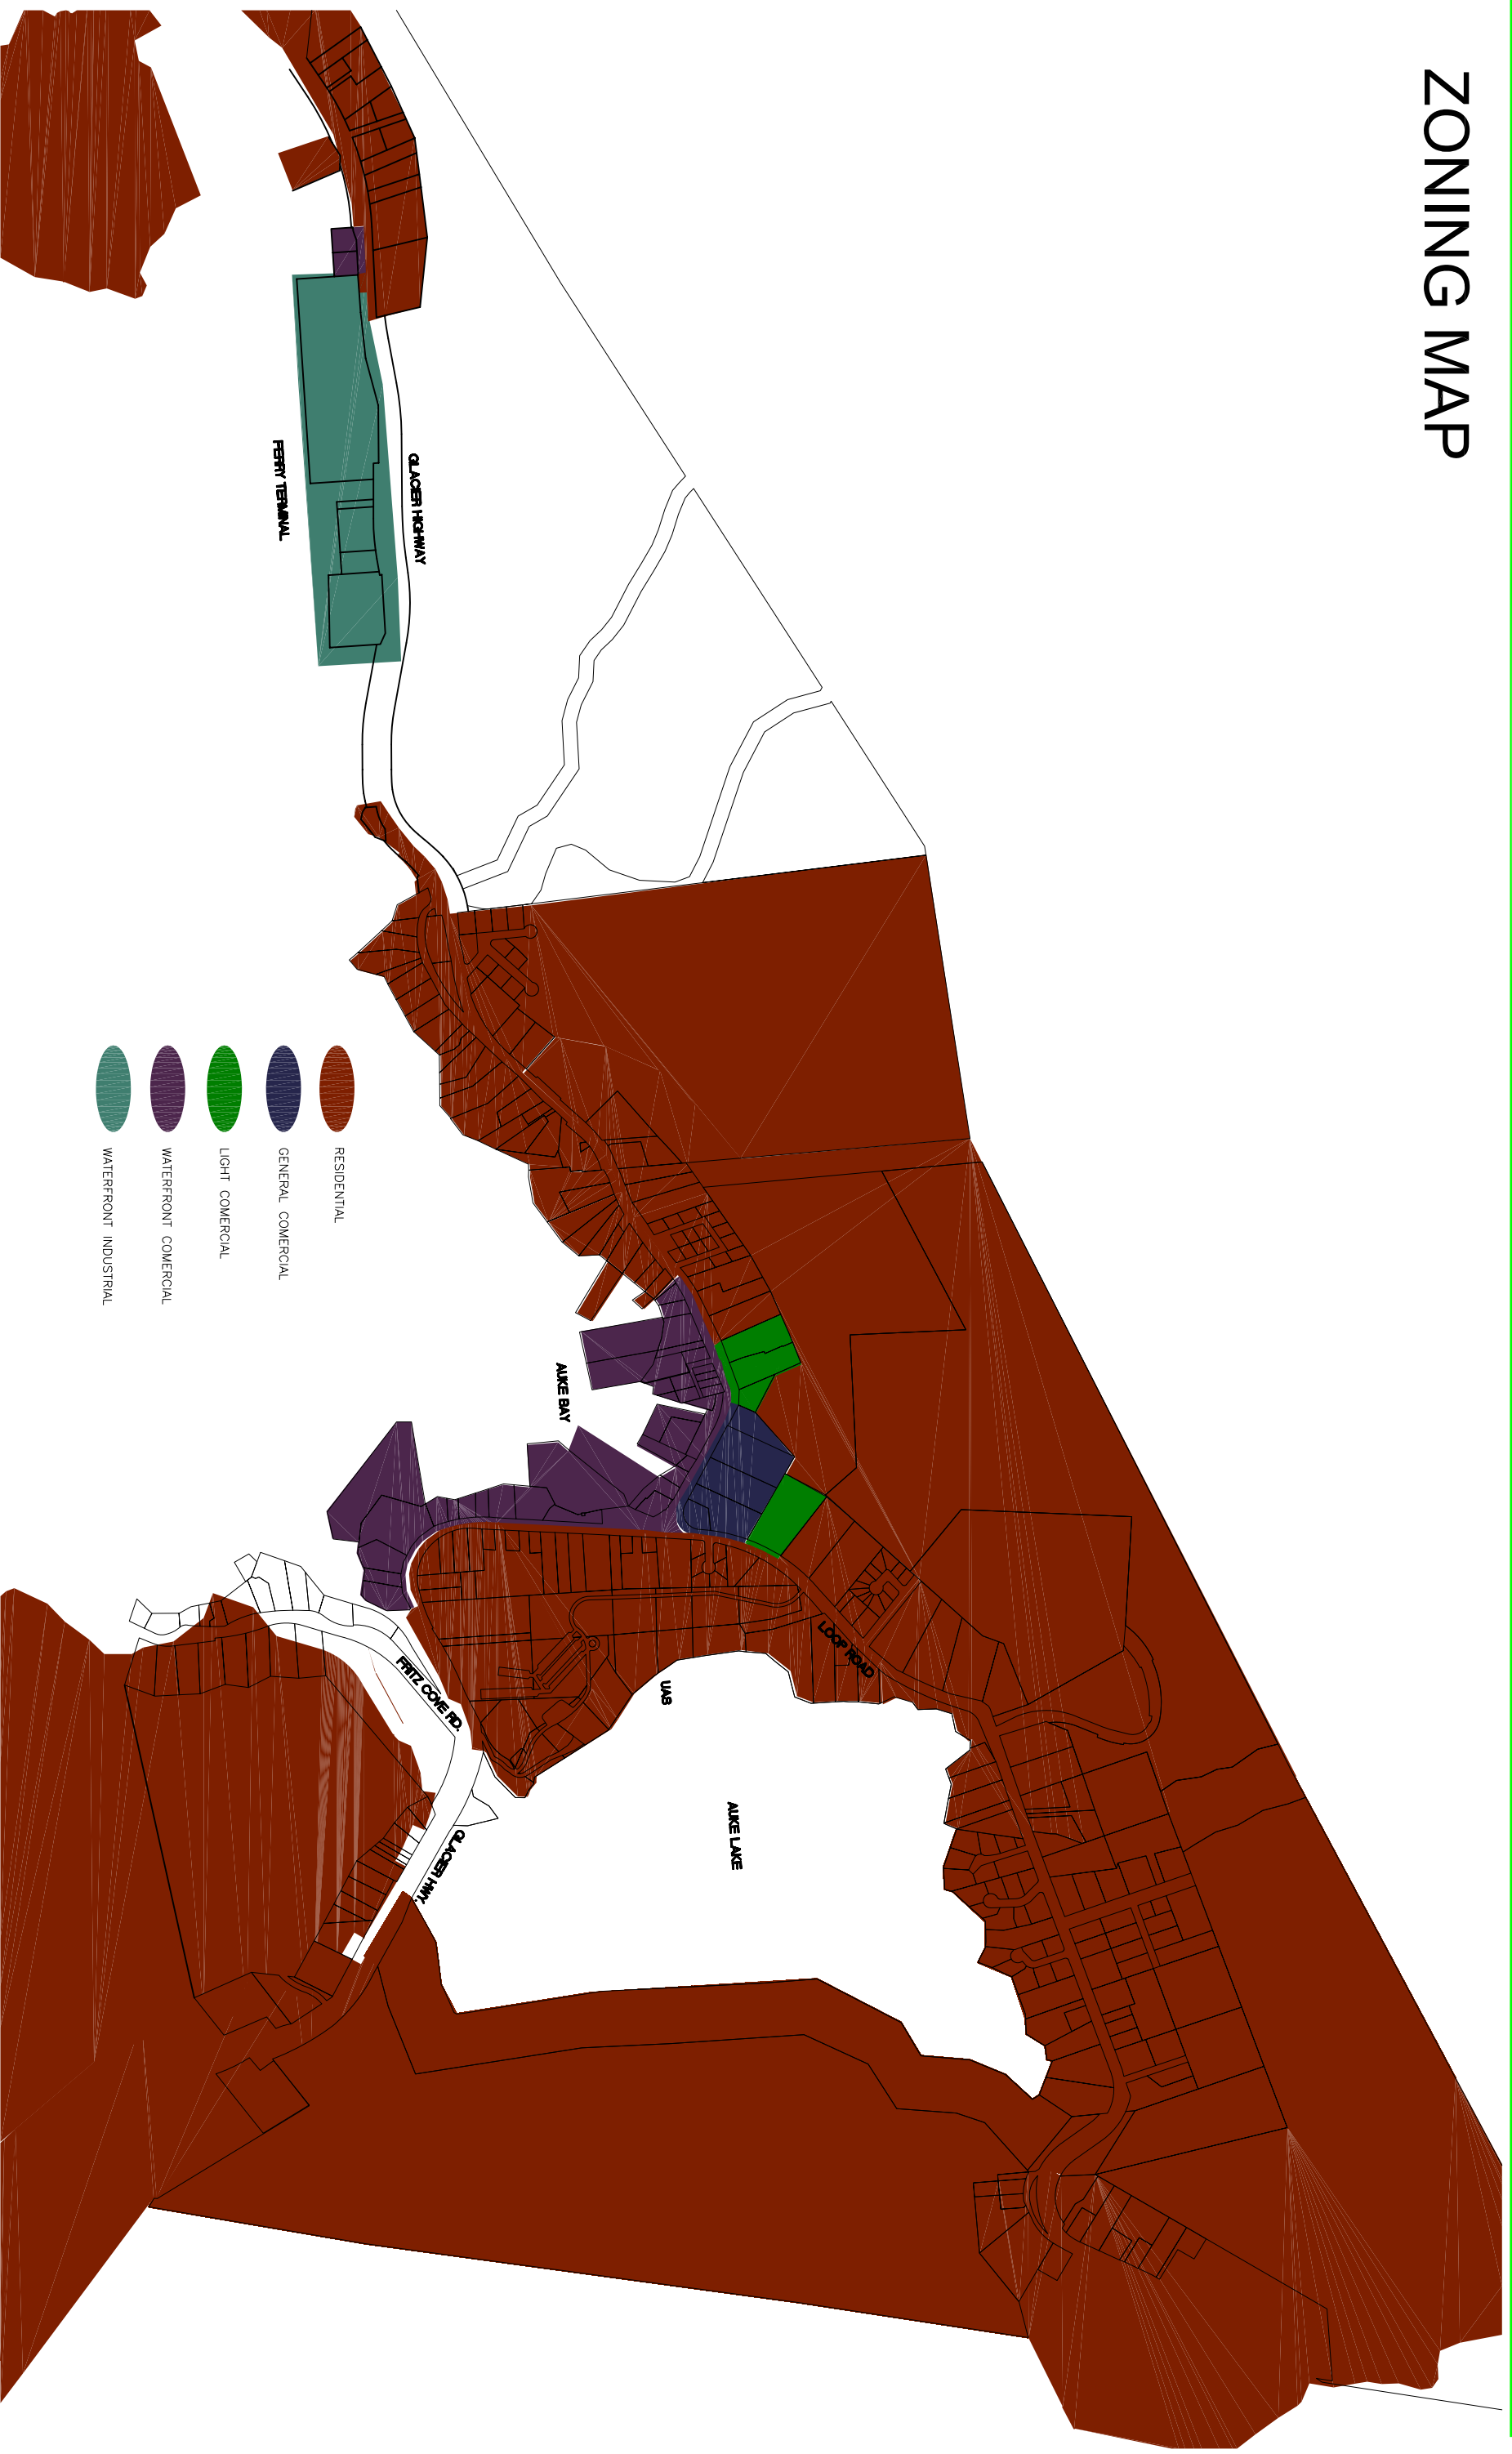 ZONING MAP
GLACIER HIGHWAY
FERRY TERMINAL
LOOP ROAD
AUKE BAY
UAS
FRITZ COVE RD.
AUKE LAKE
GLACIER HWY.
RESIDENTIAL
GENERAL COMERCIAL
LIGHT COMERCIAL
WATERFRONT COMERCIAL
WATERFRONT INDUSTRIAL